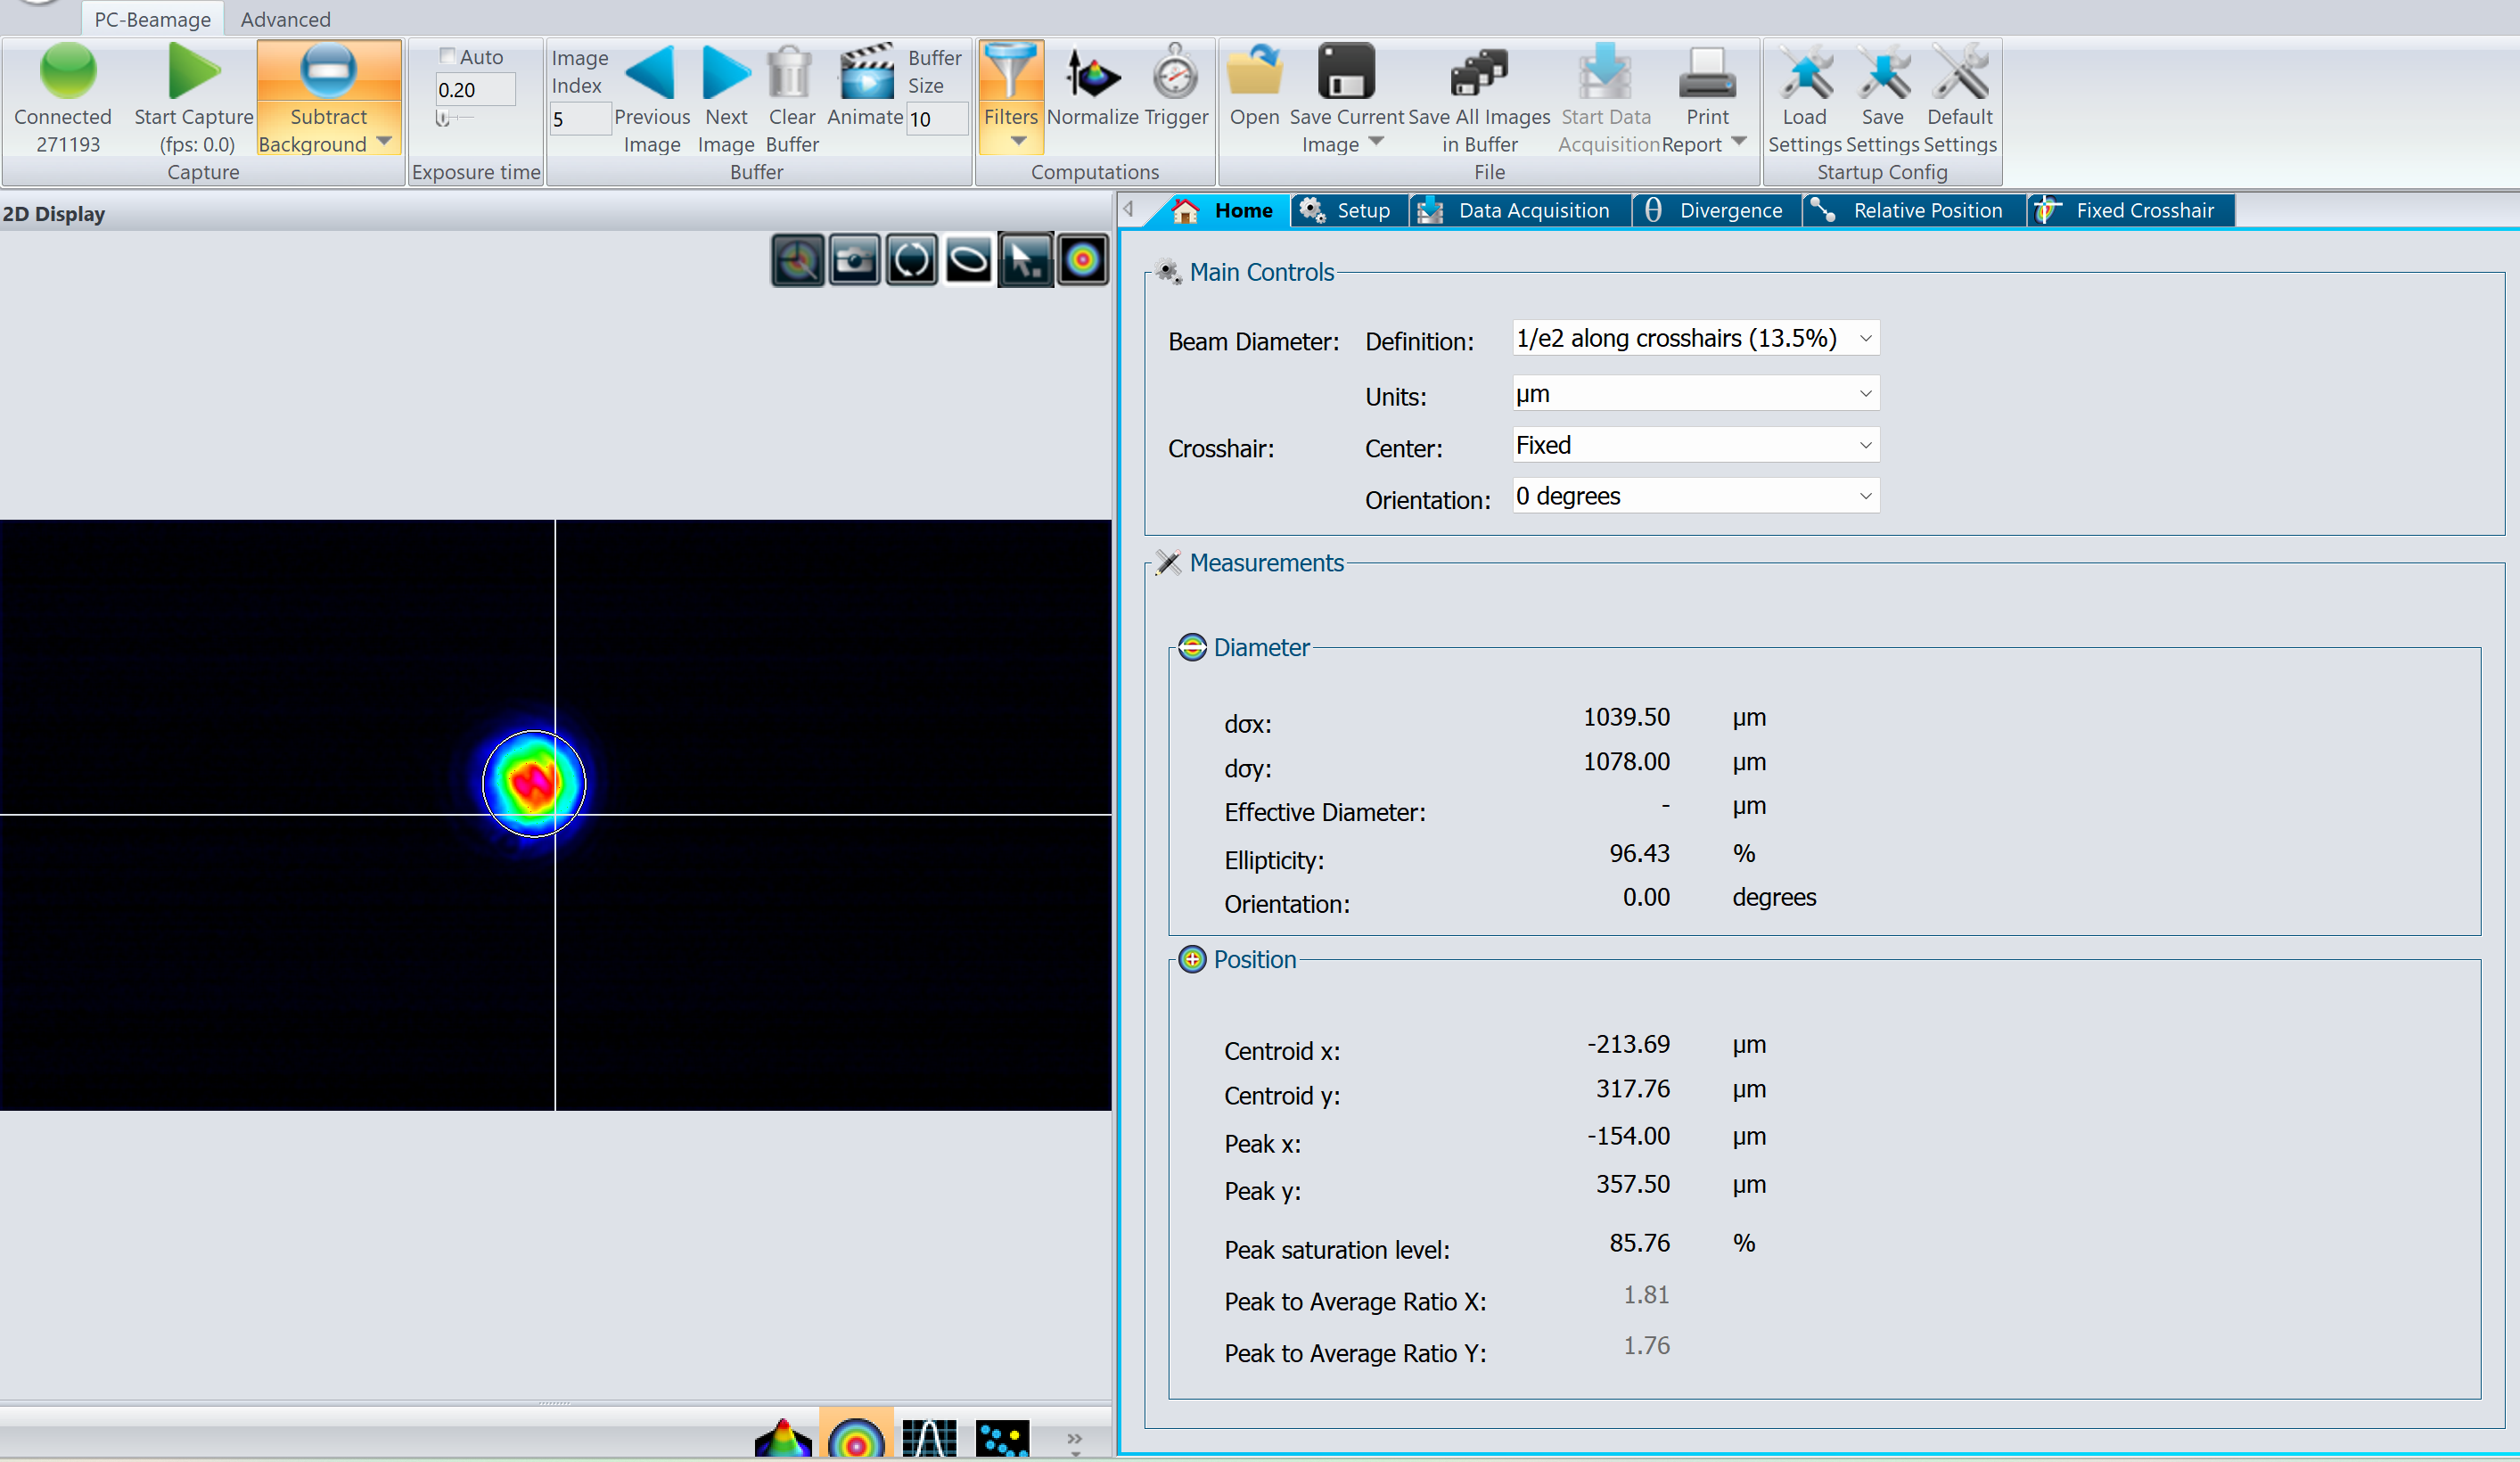 PC-Beamage Advanced
Connected 271193
Start Capture (fps: 0.0)
Subtract Background
Capture
Auto
0.20
Exposure time
Image Index
5
Previous Image
Next Image
Clear Buffer
Animate
Buffer Size
10
Buffer
Filters
Normalize
Trigger
Computations
Open
Save Current Image
Save All Images in Buffer
Start Data Acquisition
Print Report
File
Load Settings
Save Settings
Default Settings
Startup Config
2D Display
Home Setup Data Acquisition θ Divergence Relative Position Fixed Crosshair
Main Controls
Beam Diameter: Definition: 1/e2 along crosshairs (13.5%)
Units: µm
Crosshair: Center: Fixed
Orientation: 0 degrees
Measurements
Diameter
dσx: 1039.50 µm
dσy: 1078.00 µm
Effective Diameter: - µm
Ellipticity: 96.43 %
Orientation: 0.00 degrees
Position
Centroid x: -213.69 µm
Centroid y: 317.76 µm
Peak x: -154.00 µm
Peak y: 357.50 µm
Peak saturation level: 85.76 %
Peak to Average Ratio X: 1.81
Peak to Average Ratio Y: 1.76